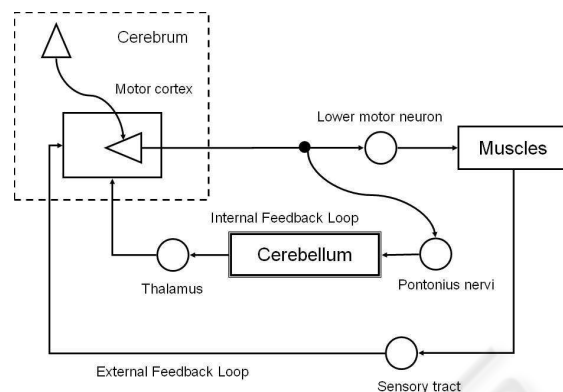 Cerebrum
Motor cortex
Lower motor neuron
Muscles
Internal Feedback Loop
Cerebellum
Thalamus
Pontonius nervi
External Feedback Loop
Sensory tract